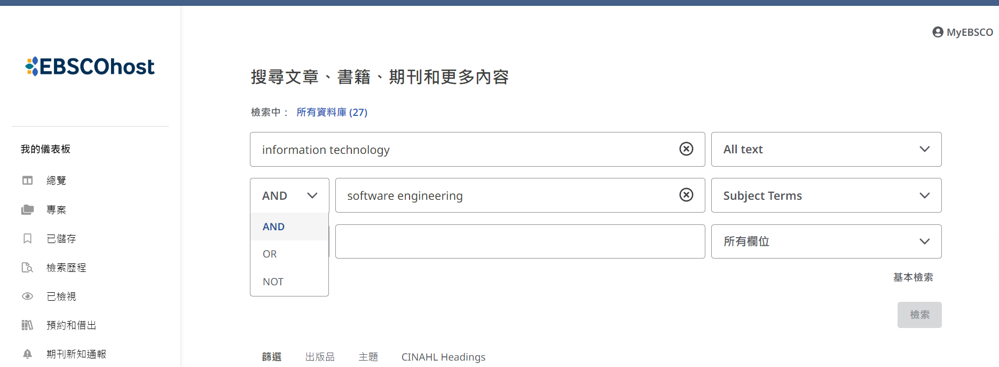 MyEBSCO
EBSCOhost
我的儀表板
總覽
專案
已儲存
檢索歷程
已檢視
預約和借出
期刊新知通報
搜尋文章、書籍、期刊和更多內容
檢索中： 所有資料庫 (27)
information technology All text
AND software engineering Subject Terms
AND
OR
NOT
所有欄位
基本檢索
檢索
篩選 出版品 主題 CINAHL Headings